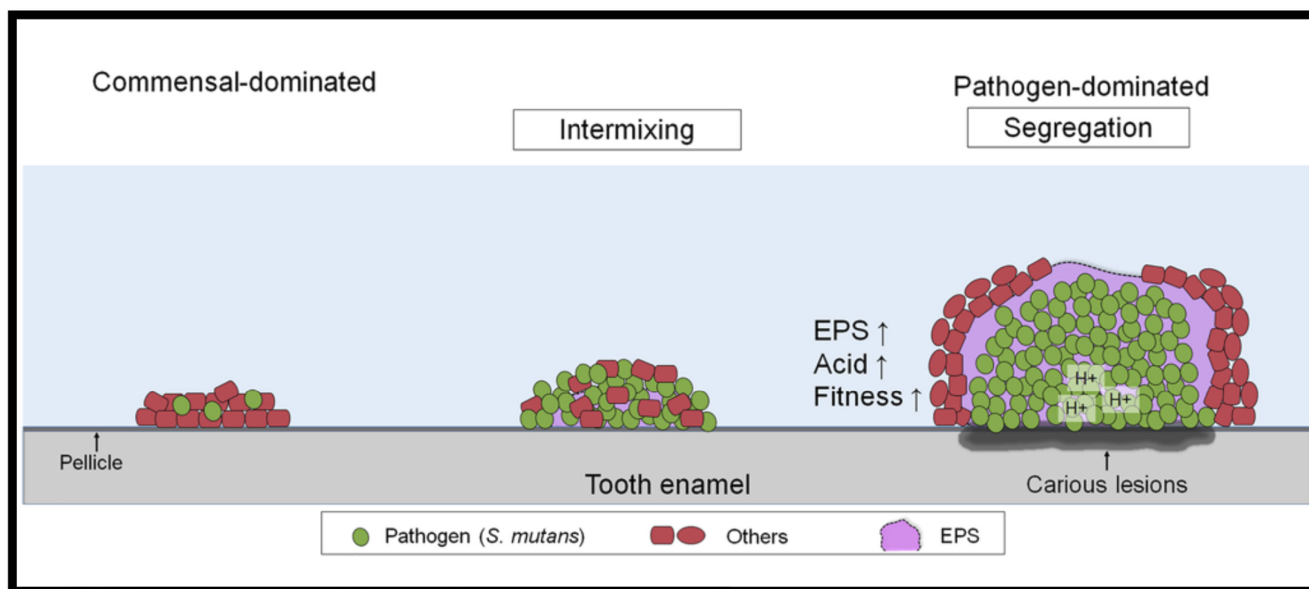 Commensal-dominated
Pathogen-dominated
Intermixing
Segregation
EPS ↑
Acid ↑
Fitness ↑
H+
H+
H+
Pellicle
Tooth enamel
Carious lesions
Pathogen (S. mutans)
Others
EPS